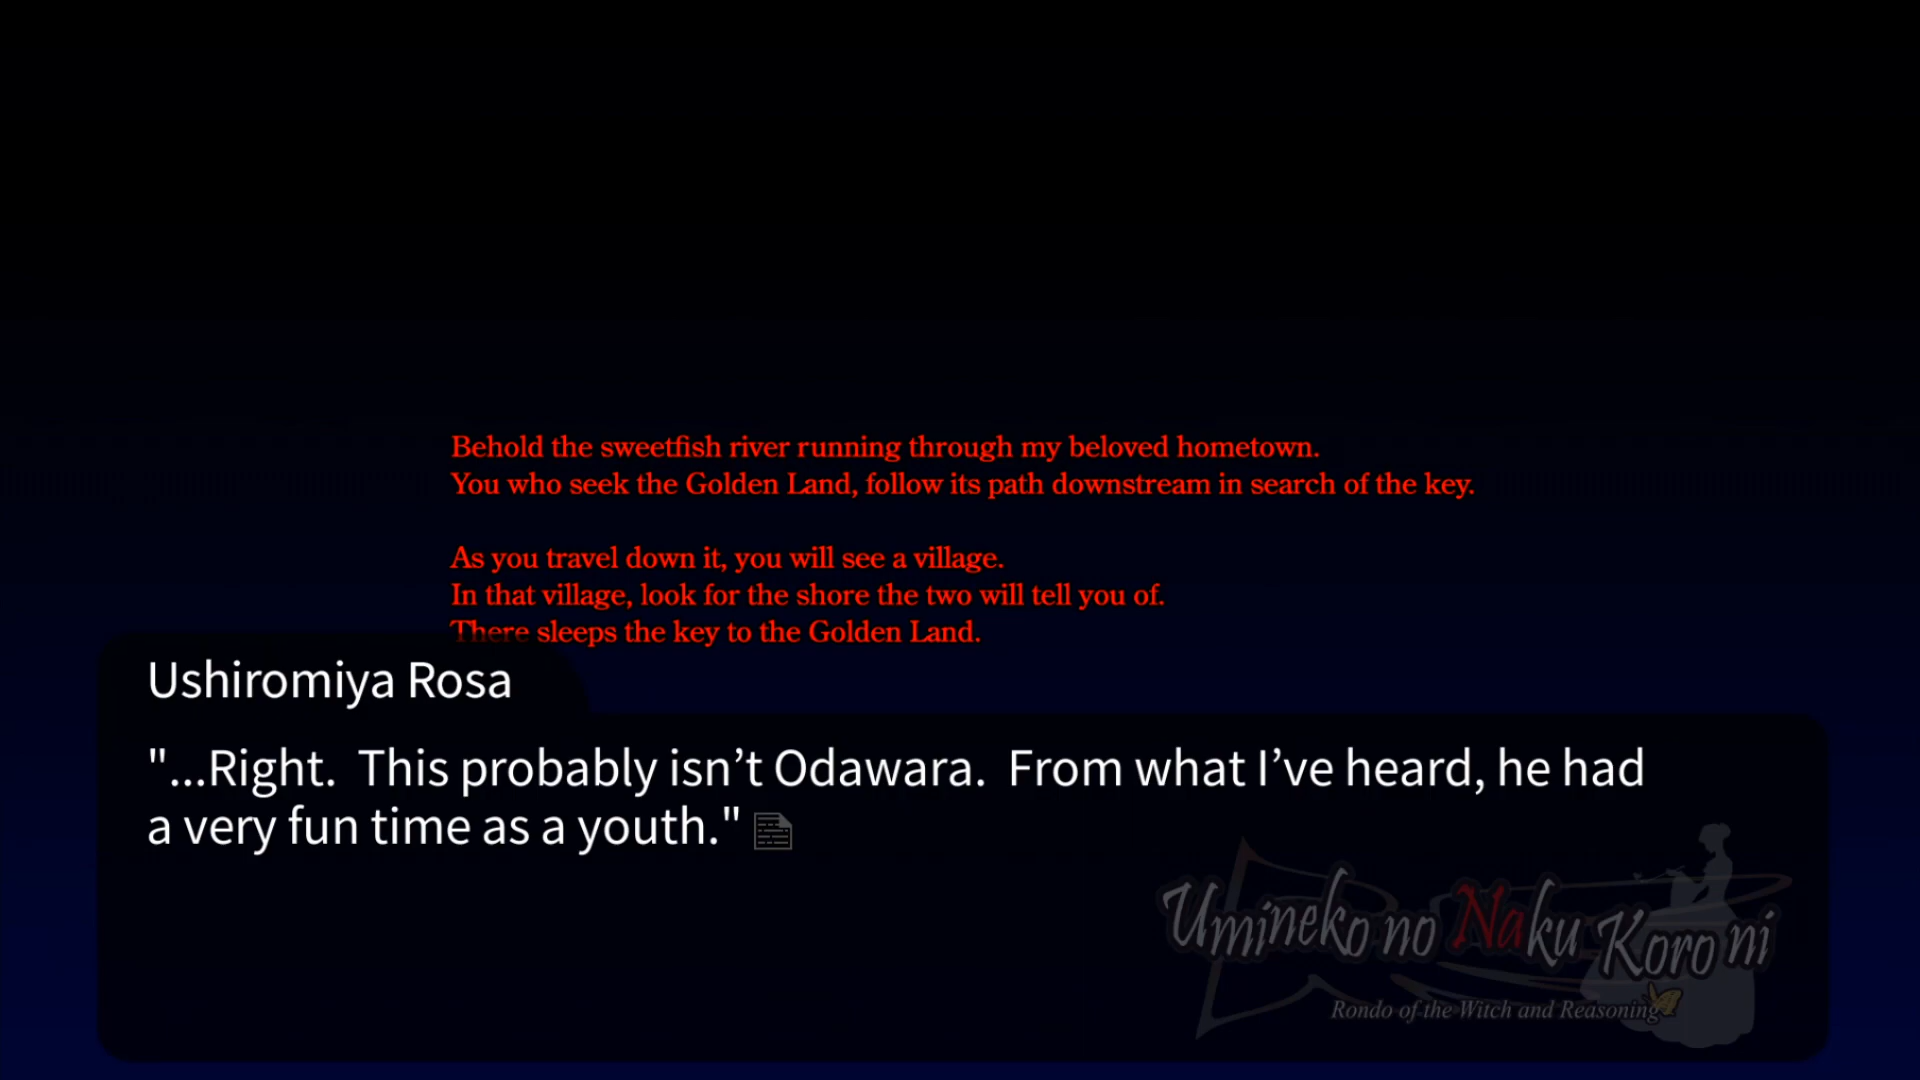 Behold the sweetfish river running through my beloved hometown.
You who seek the Golden Land, follow its path downstream in search of the key.
As you travel down it, you will see a village.
In that village, look for the shore the two will tell you of.
There sleeps the key to the Golden Land.
Ushiromiya Rosa
"...Right.  This probably isn’t Odawara.  From what I’ve heard, he had
a very fun time as a youth."
Umineko no Naku Koro ni
Rondo of the Witch and Reasoning